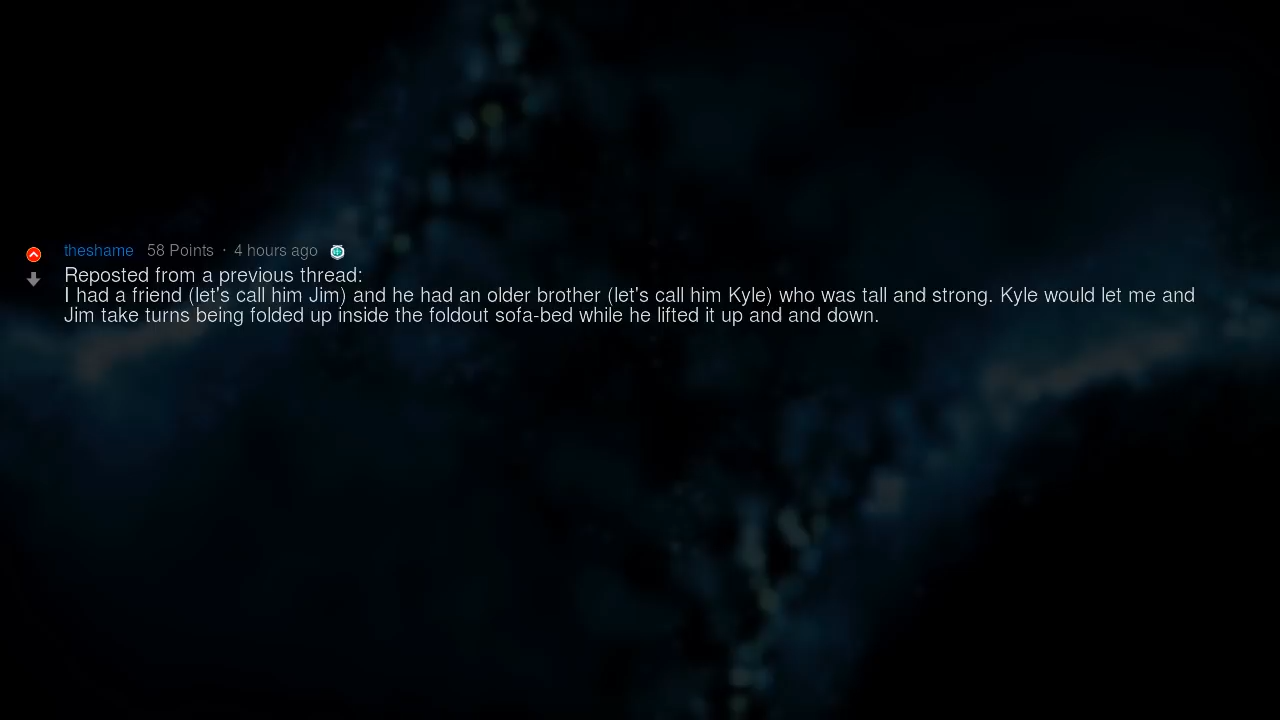 theshame 58 Points · 4 hours ago
Reposted from a previous thread:
I had a friend (let's call him Jim) and he had an older brother (let's call him Kyle) who was tall and strong. Kyle would let me and
Jim take turns being folded up inside the foldout sofa-bed while he lifted it up and and down.